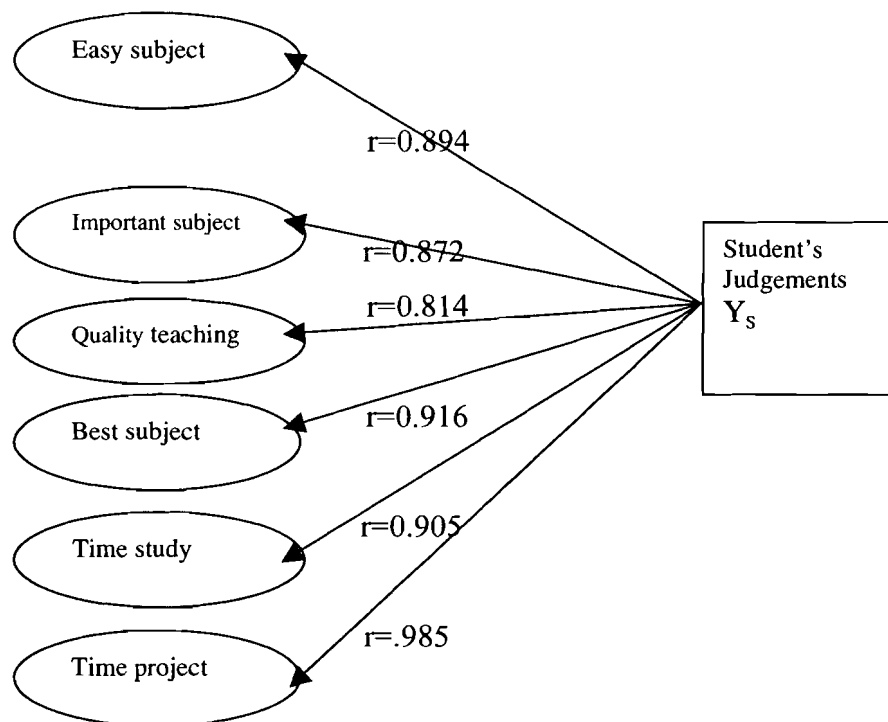 Easy subject
r=0.894
Important subject
r=0.872
Student's
Judgements
Y_s
Quality teaching
r=0.814
Best subject
r=0.916
Time study
r=0.905
Time project
r=.985